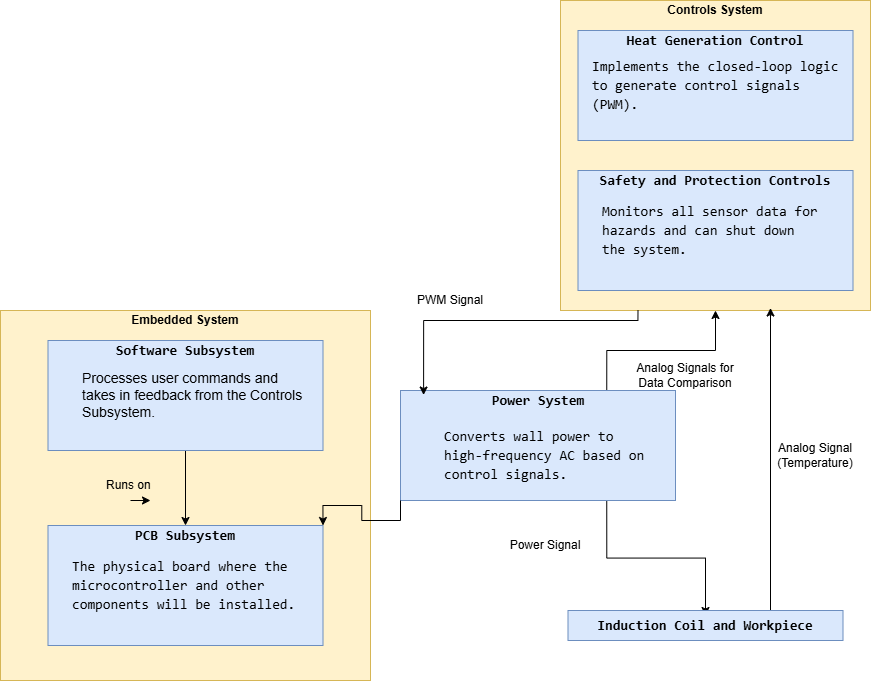 Controls System
Heat Generation Control
Implements the closed-loop logic
to generate control signals
(PWM).
Safety and Protection Controls
Monitors all sensor data for
hazards and can shut down
the system.
PWM Signal
Embedded System
Software Subsystem
Processes user commands and
takes in feedback from the Controls
Subsystem.
Analog Signals for
Data Comparison
Power System
Converts wall power to
high-frequency AC based on
control signals.
Analog Signal
(Temperature)
Runs on
PCB Subsystem
The physical board where the
microcontroller and other
components will be installed.
Power Signal
Induction Coil and Workpiece